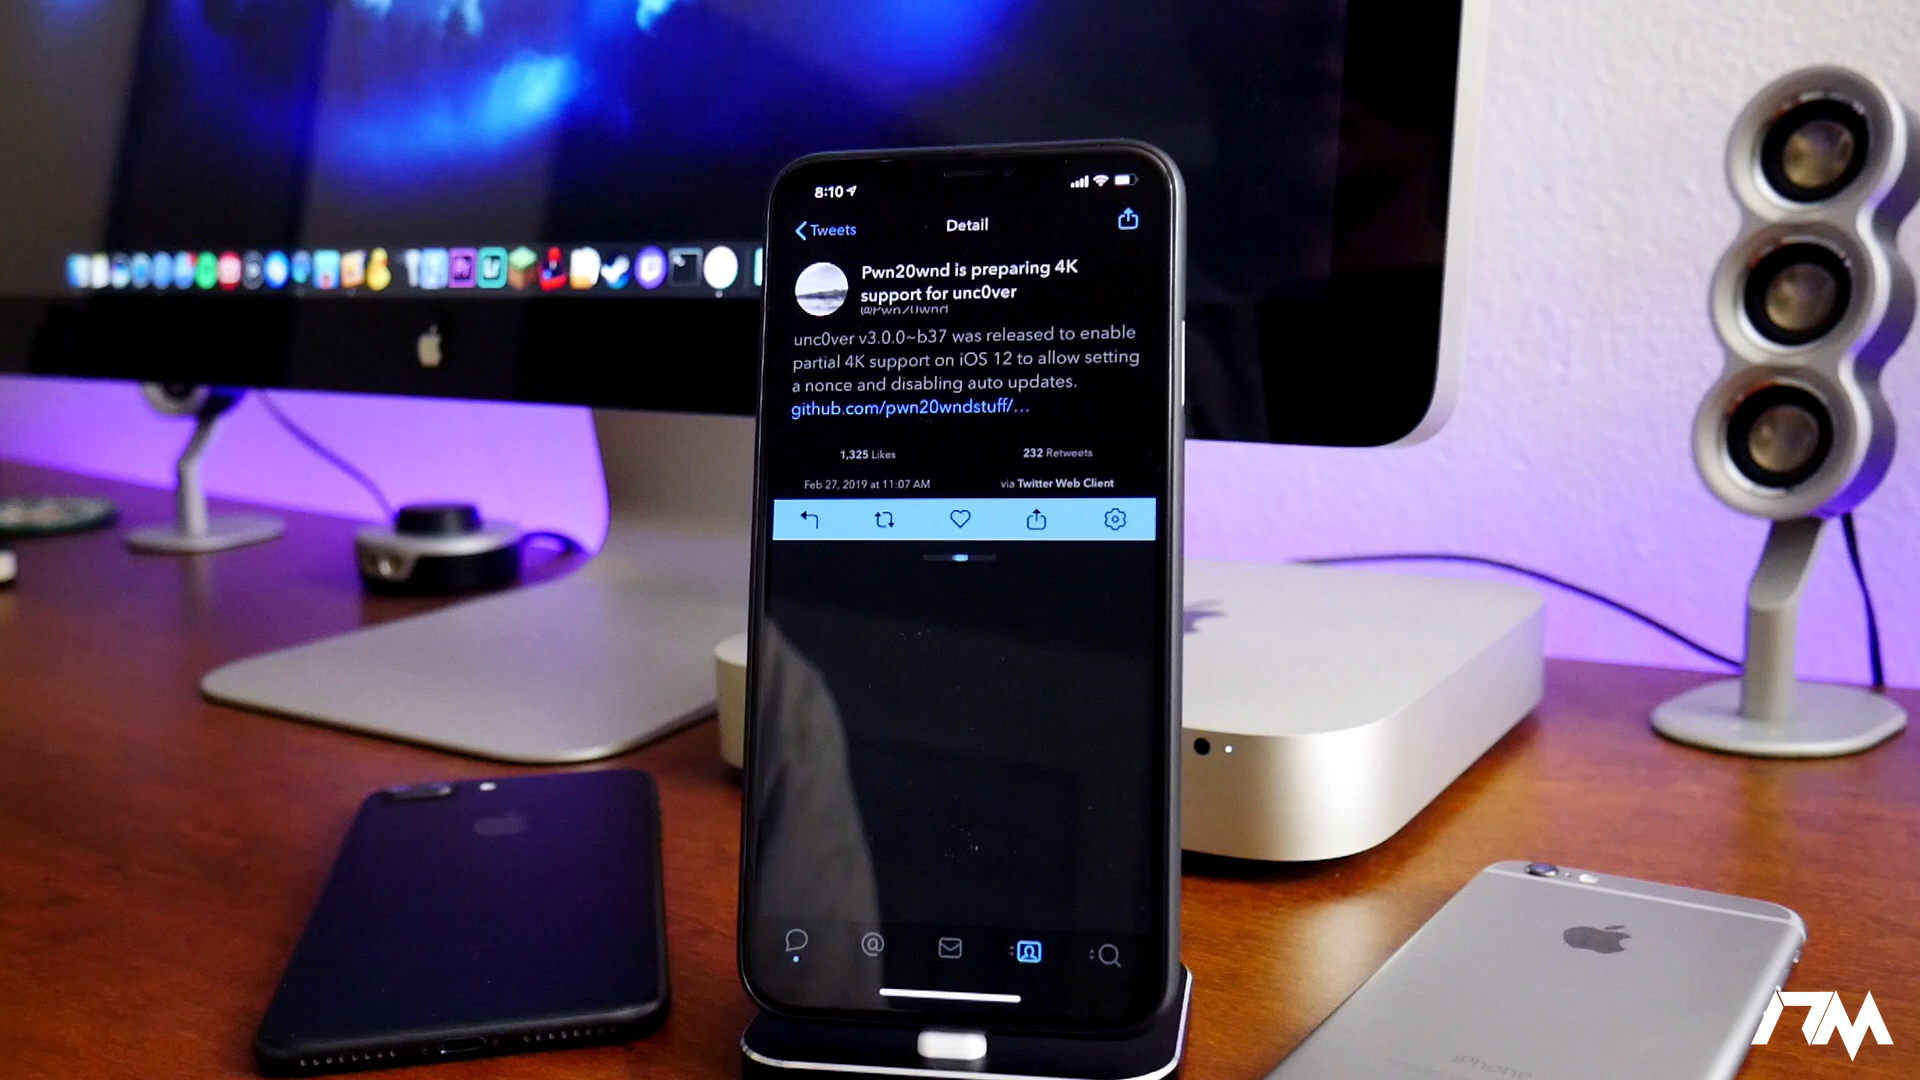 8:10
Tweets
Detail
Pwn20wnd is preparing 4K
support for unc0ver
@Pwn20wnd
unc0ver v3.0.0~b37 was released to enable
partial 4K support on iOS 12 to allow setting
a nonce and disabling auto updates.
github.com/pwn20wndstuff/…
1,325 Likes
232 Retweets
Feb 27, 2019 at 11:07 AM
via Twitter Web Client
iPhone